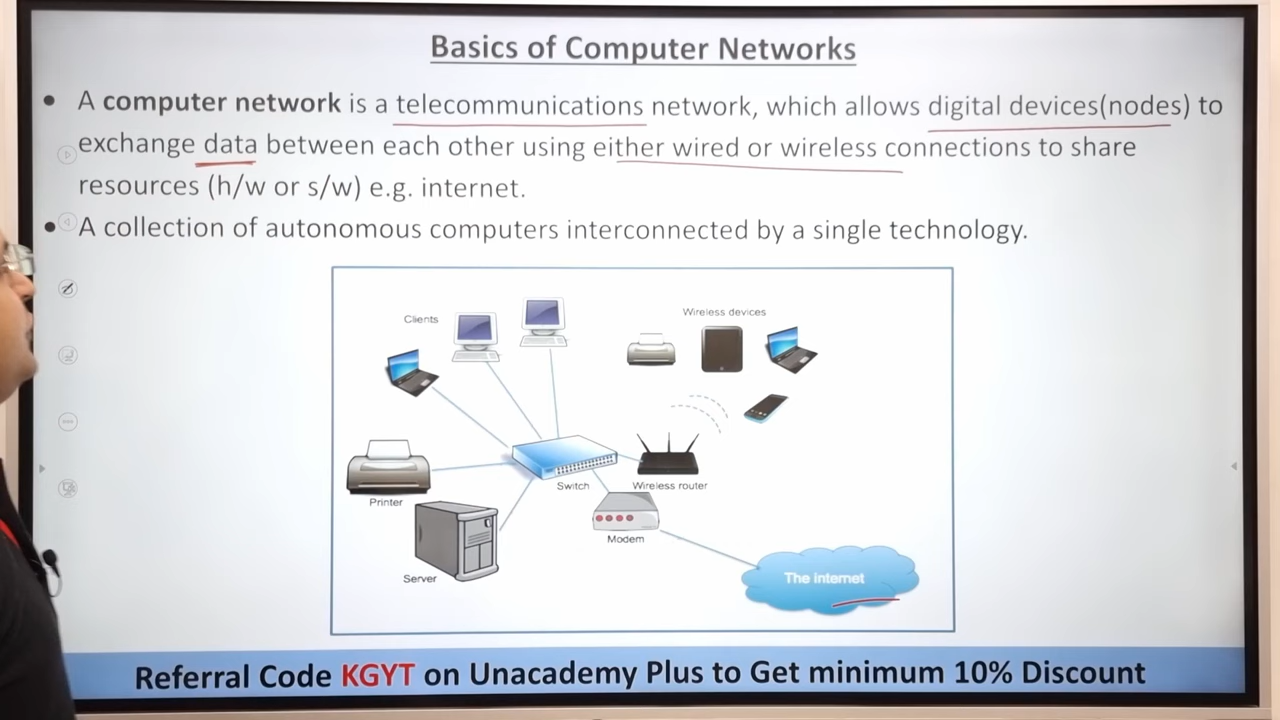 Basics of Computer Networks
• A computer network is a telecommunications network, which allows digital devices(nodes) to
exchange data between each other using either wired or wireless connections to share
resources (h/w or s/w) e.g. internet.
• A collection of autonomous computers interconnected by a single technology.
Clients
Wireless devices
Switch
Wireless router
Printer
Modem
Server
The internet
Referral Code KGYT on Unacademy Plus to Get minimum 10% Discount